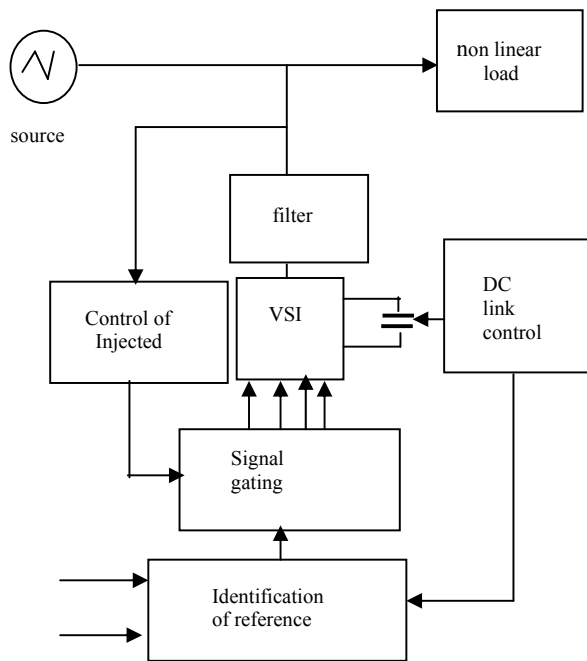 non linear
load
source
filter
VSI
DC
link
control
Control of
Injected
Signal
gating
Identification
of reference